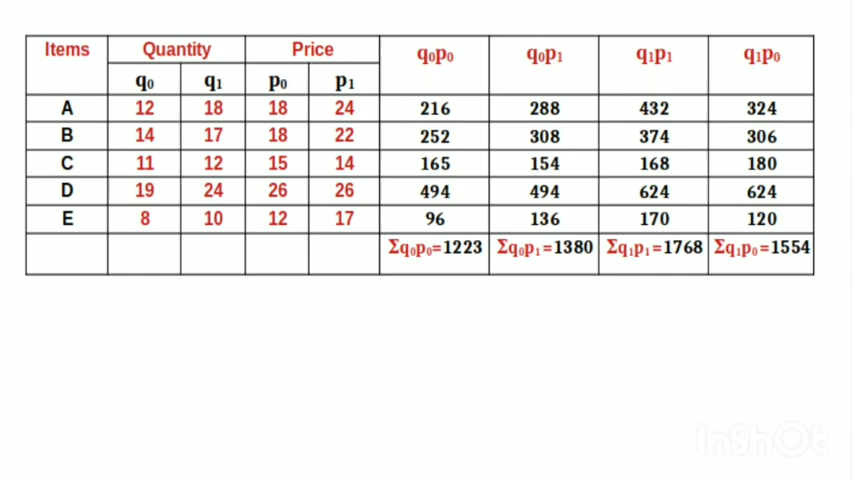 Items Quantity Price q₀p₀ q₀p₁ q₁p₁ q₁p₀
q₀ q₁ p₀ p₁
A 12 18 18 24 216 288 432 324
B 14 17 18 22 252 308 374 306
C 11 12 15 14 165 154 168 180
D 19 24 26 26 494 494 624 624
E 8 10 12 17 96 136 170 120
Σq₀p₀=1223 Σq₀p₁=1380 Σq₁p₁=1768 Σq₁p₀=1554
InShOt